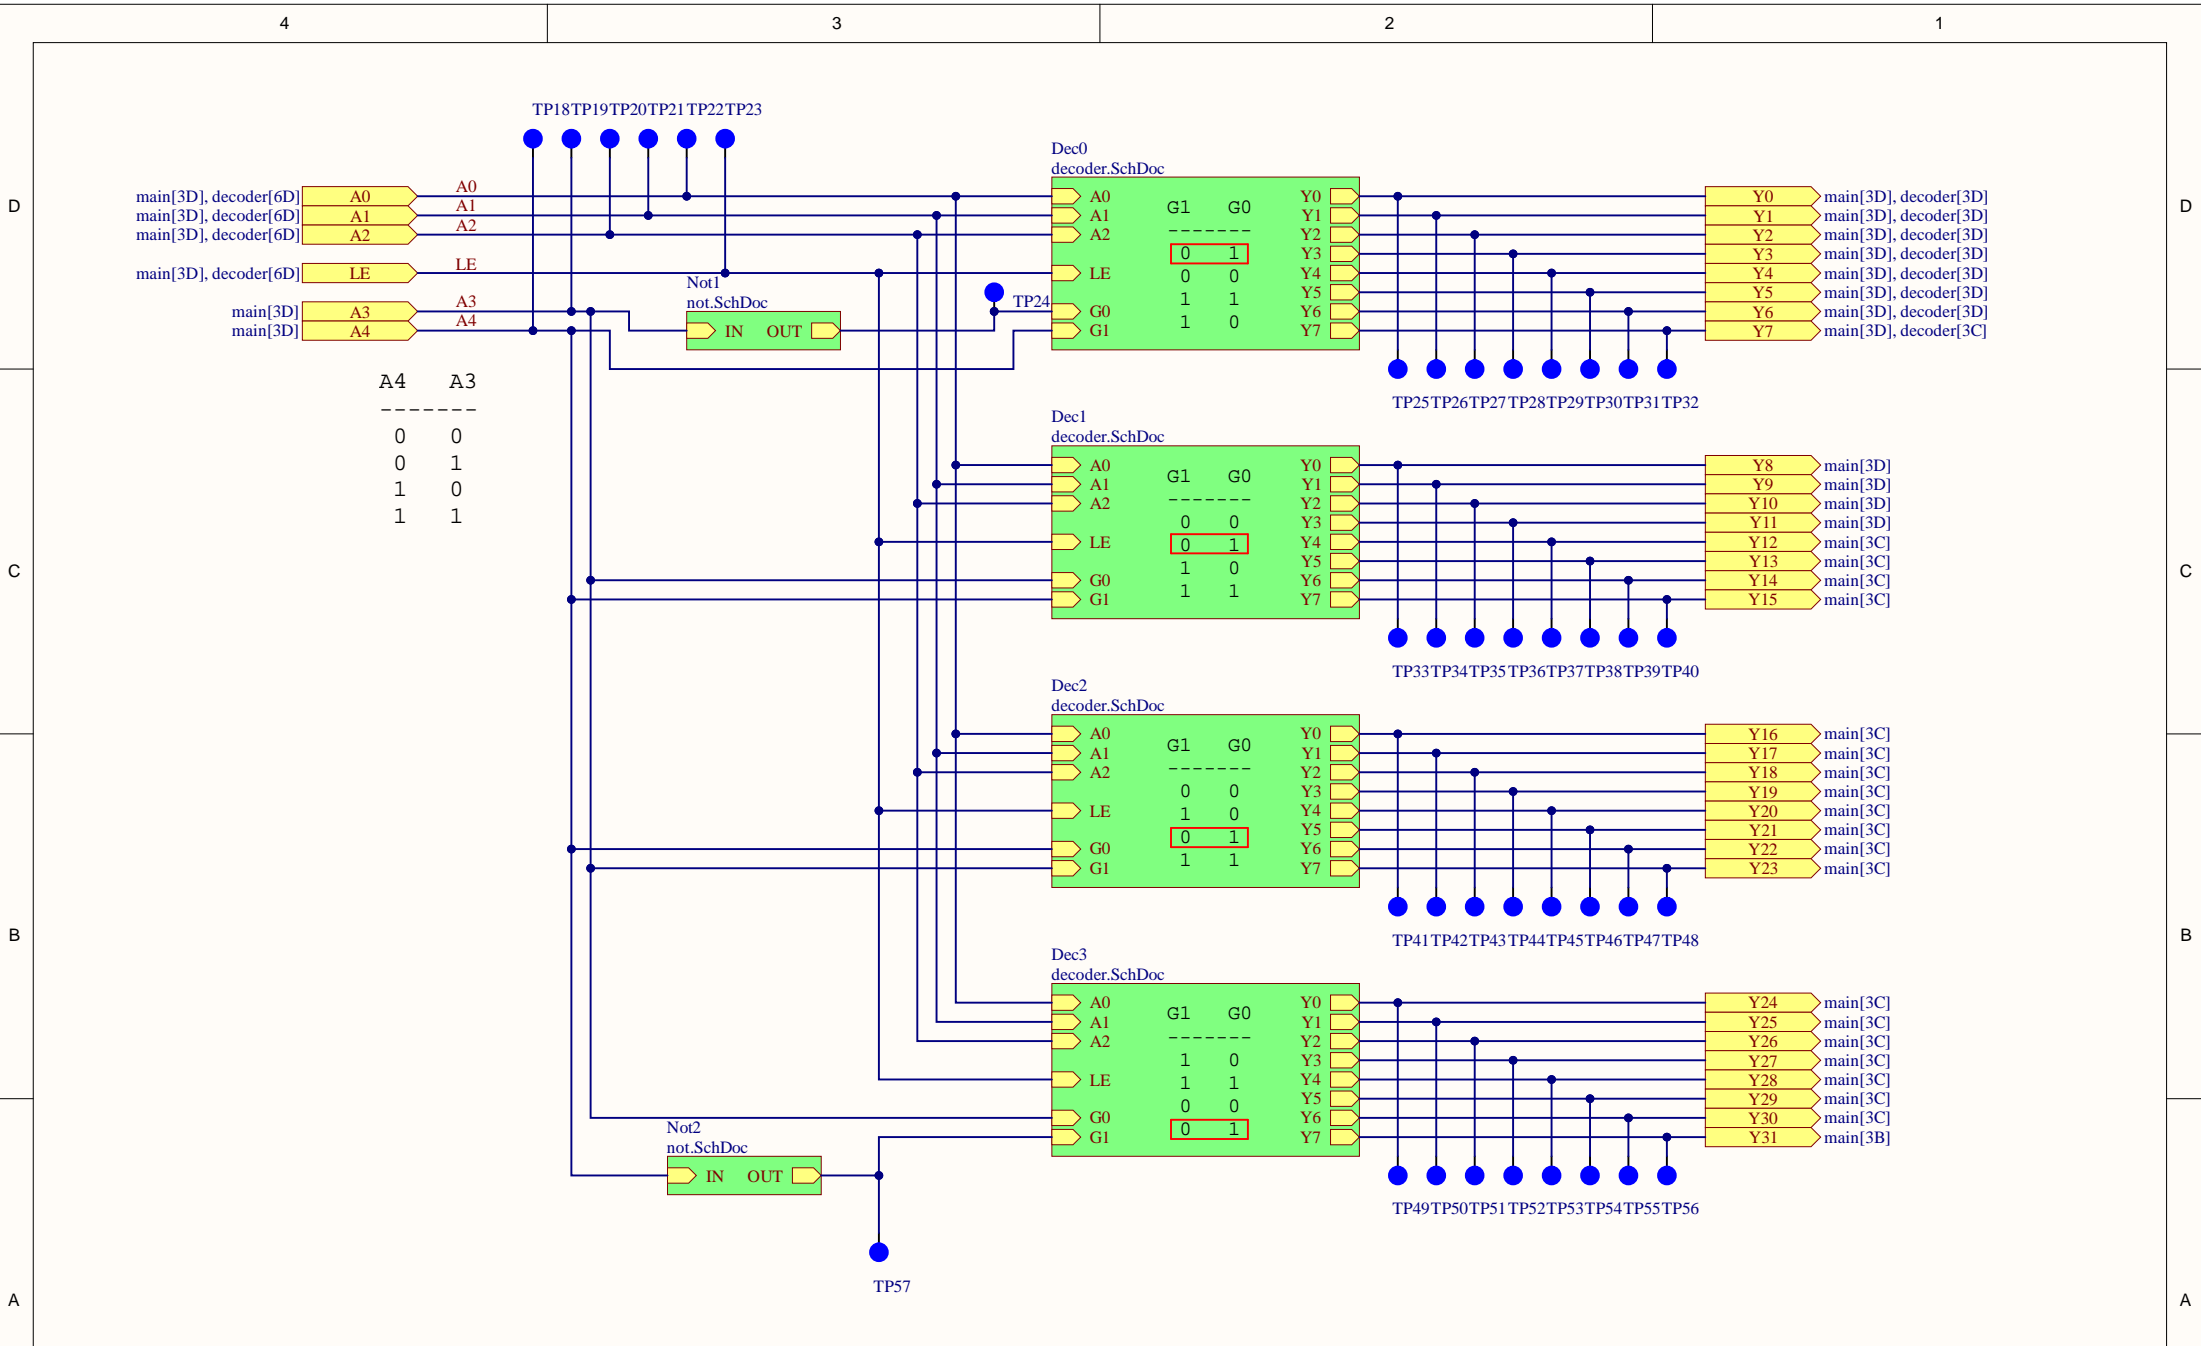 4 3 2 1
TP18TP19TP20TP21TP22TP23
D D
main[3D], decoder[6D] A0 A0
main[3D], decoder[6D] A1 A1
main[3D], decoder[6D] A2 A2
main[3D], decoder[6D] LE LE
main[3D] A3 A3
main[3D] A4 A4
A4 A3
-------
0 0
0 1
1 0
1 1
Not1
not.SchDoc
IN OUT
TP24
Dec0
decoder.SchDoc
A0
A1
A2
LE
G0
G1
G1 G0
-------
0 1
0 0
1 1
1 0
Y0
Y1
Y2
Y3
Y4
Y5
Y6
Y7
Y0 main[3D], decoder[3D]
Y1 main[3D], decoder[3D]
Y2 main[3D], decoder[3D]
Y3 main[3D], decoder[3D]
Y4 main[3D], decoder[3D]
Y5 main[3D], decoder[3D]
Y6 main[3D], decoder[3D]
Y7 main[3D], decoder[3C]
TP25TP26TP27TP28TP29TP30TP31TP32
C C
Dec1
decoder.SchDoc
A0
A1
A2
LE
G0
G1
G1 G0
-------
0 0
0 1
1 0
1 1
Y0
Y1
Y2
Y3
Y4
Y5
Y6
Y7
Y8 main[3D]
Y9 main[3D]
Y10 main[3D]
Y11 main[3D]
Y12 main[3C]
Y13 main[3C]
Y14 main[3C]
Y15 main[3C]
TP33TP34TP35TP36TP37TP38TP39TP40
Dec2
decoder.SchDoc
A0
A1
A2
LE
G0
G1
G1 G0
-------
0 0
1 0
0 1
1 1
Y0
Y1
Y2
Y3
Y4
Y5
Y6
Y7
Y16 main[3C]
Y17 main[3C]
Y18 main[3C]
Y19 main[3C]
Y20 main[3C]
Y21 main[3C]
Y22 main[3C]
Y23 main[3C]
B B
TP41TP42TP43TP44TP45TP46TP47TP48
Dec3
decoder.SchDoc
A0
A1
A2
LE
G0
G1
G1 G0
-------
1 0
1 1
0 0
0 1
Y0
Y1
Y2
Y3
Y4
Y5
Y6
Y7
Y24 main[3C]
Y25 main[3C]
Y26 main[3C]
Y27 main[3C]
Y28 main[3C]
Y29 main[3C]
Y30 main[3C]
Y31 main[3B]
TP49TP50TP51TP52TP53TP54TP55TP56
Not2
not.SchDoc
IN OUT
TP57
A A